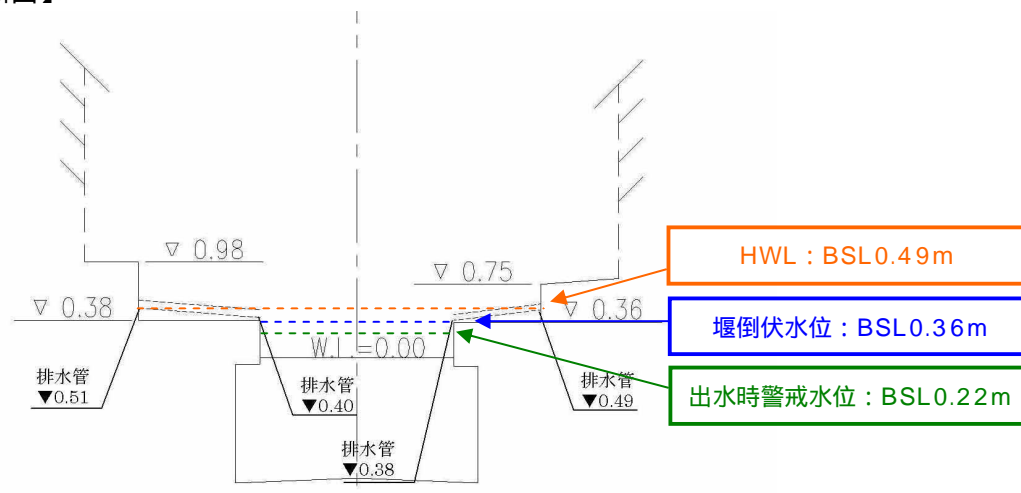 ▽ 0.98
▽ 0.75
▽ 0.38
▽ 0.36
W.L.=0.00
HWL：BSL0.49m
堰倒伏水位：BSL0.36m
出水時警戒水位：BSL0.22m
排水管
▼0.51
排水管
▼0.40
排水管
▼0.49
排水管
▼0.38